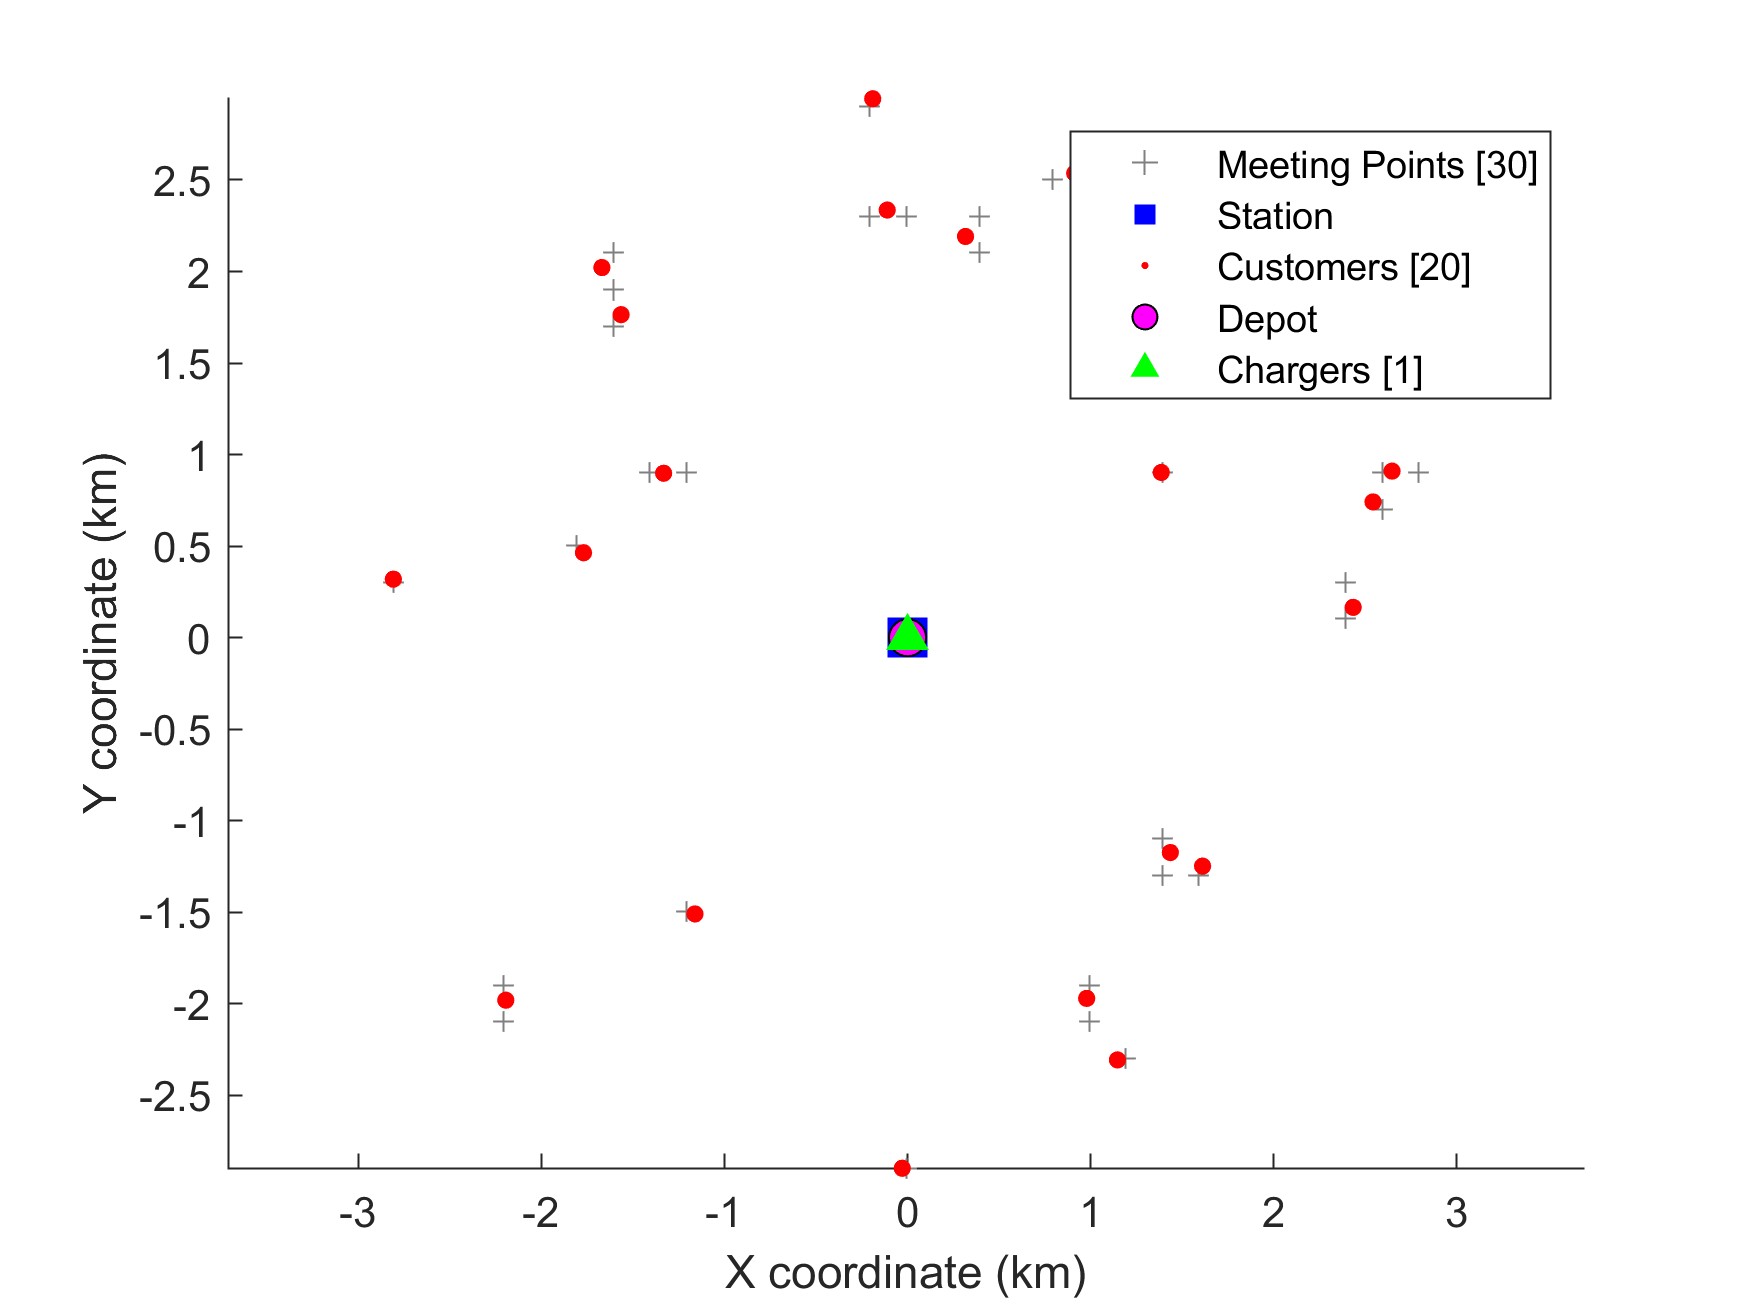 Meeting Points [30]
Station
Customers [20]
Depot
Chargers [1]
2.5
2
1.5
1
0.5
0
-0.5
-1
-1.5
-2
-2.5
Y coordinate (km)
-3 -2 -1 0 1 2 3
X coordinate (km)